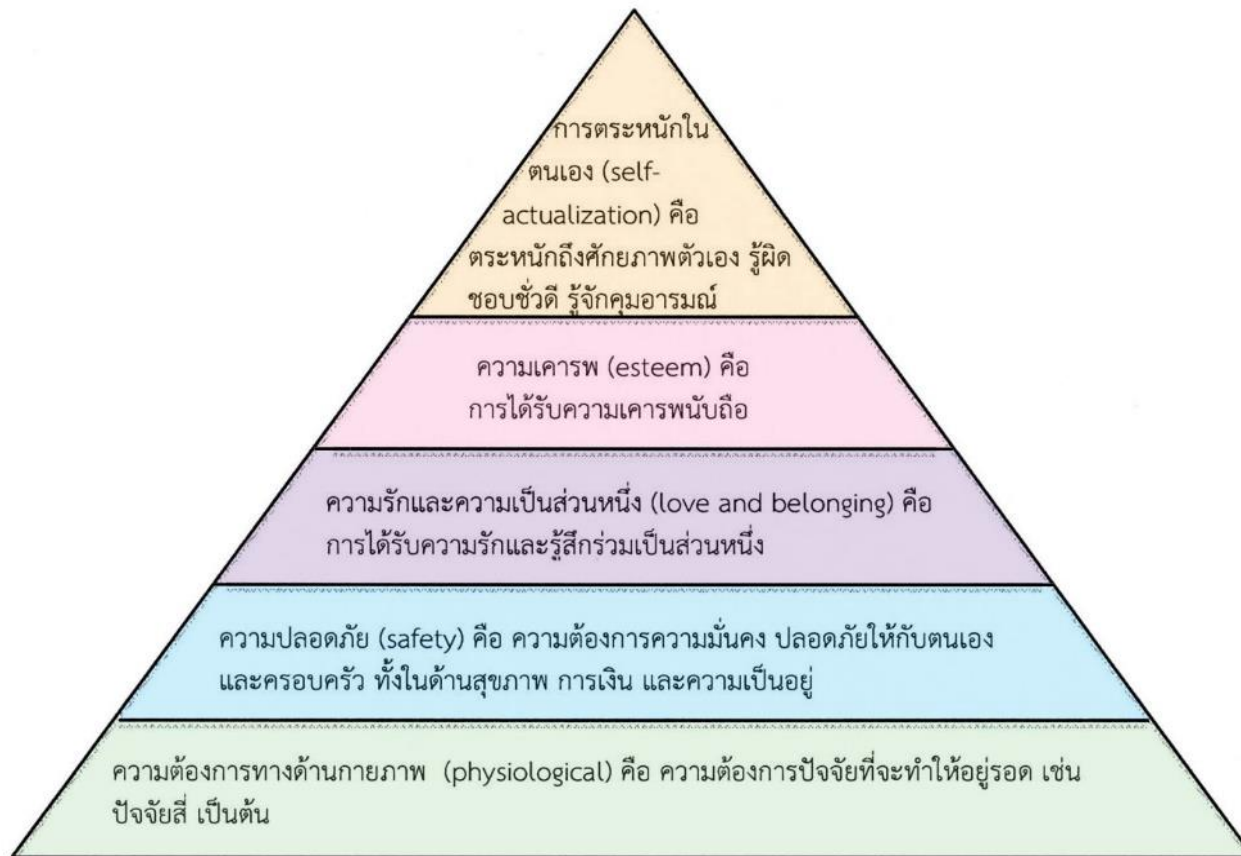 การตระหนักใน
ตนเอง (self-
actualization) คือ
ตระหนักถึงศักยภาพตัวเอง รู้ผิด
ชอบชั่วดี รู้จักคุมอารมณ์
ความเคารพ (esteem) คือ
การได้รับความเคารพนับถือ
ความรักและความเป็นส่วนหนึ่ง (love and belonging) คือ
การได้รับความรักและรู้สึกร่วมเป็นส่วนหนึ่ง
ความปลอดภัย (safety) คือ ความต้องการความมั่นคง ปลอดภัยให้กับตนเอง
และครอบครัว ทั้งในด้านสุขภาพ การเงิน และความเป็นอยู่
ความต้องการทางด้านกายภาพ (physiological) คือ ความต้องการปัจจัยที่จะทำให้อยู่รอด เช่น
ปัจจัยสี่ เป็นต้น